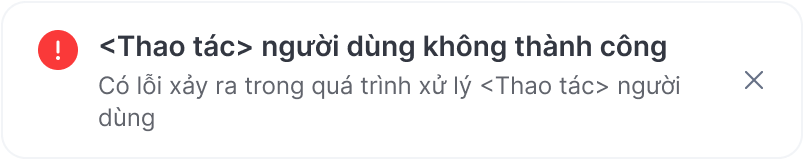 <Thao tác> người dùng không thành công
Có lỗi xảy ra trong quá trình xử lý <Thao tác> người
dùng